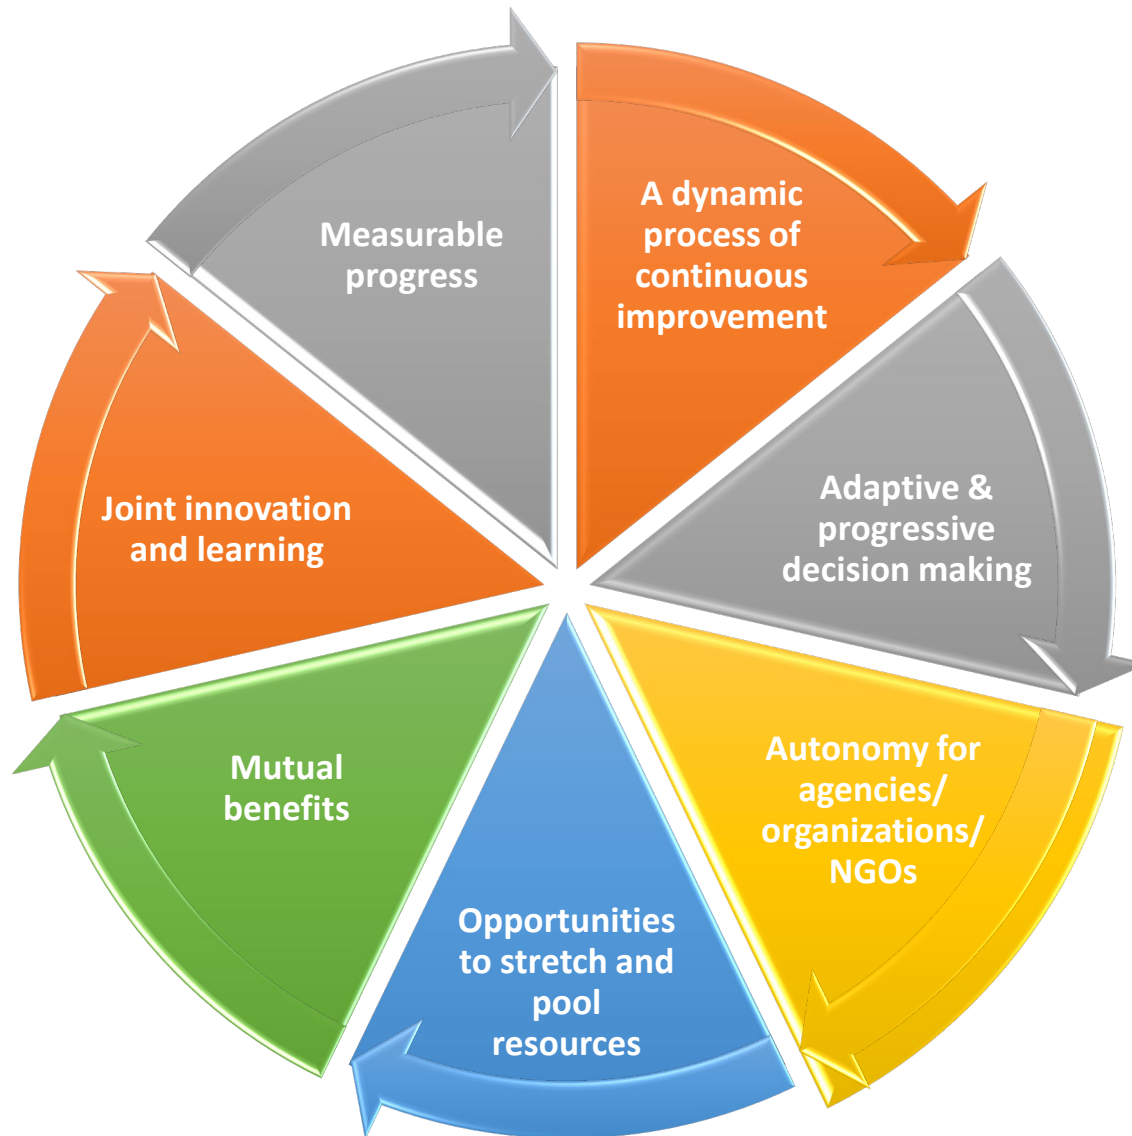 A dynamic
process of
continuous
improvement
Adaptive &
progressive
decision making
Autonomy for
agencies/
organizations/
NGOs
Opportunities
to stretch and
pool
resources
Mutual
benefits
Joint innovation
and learning
Measurable
progress